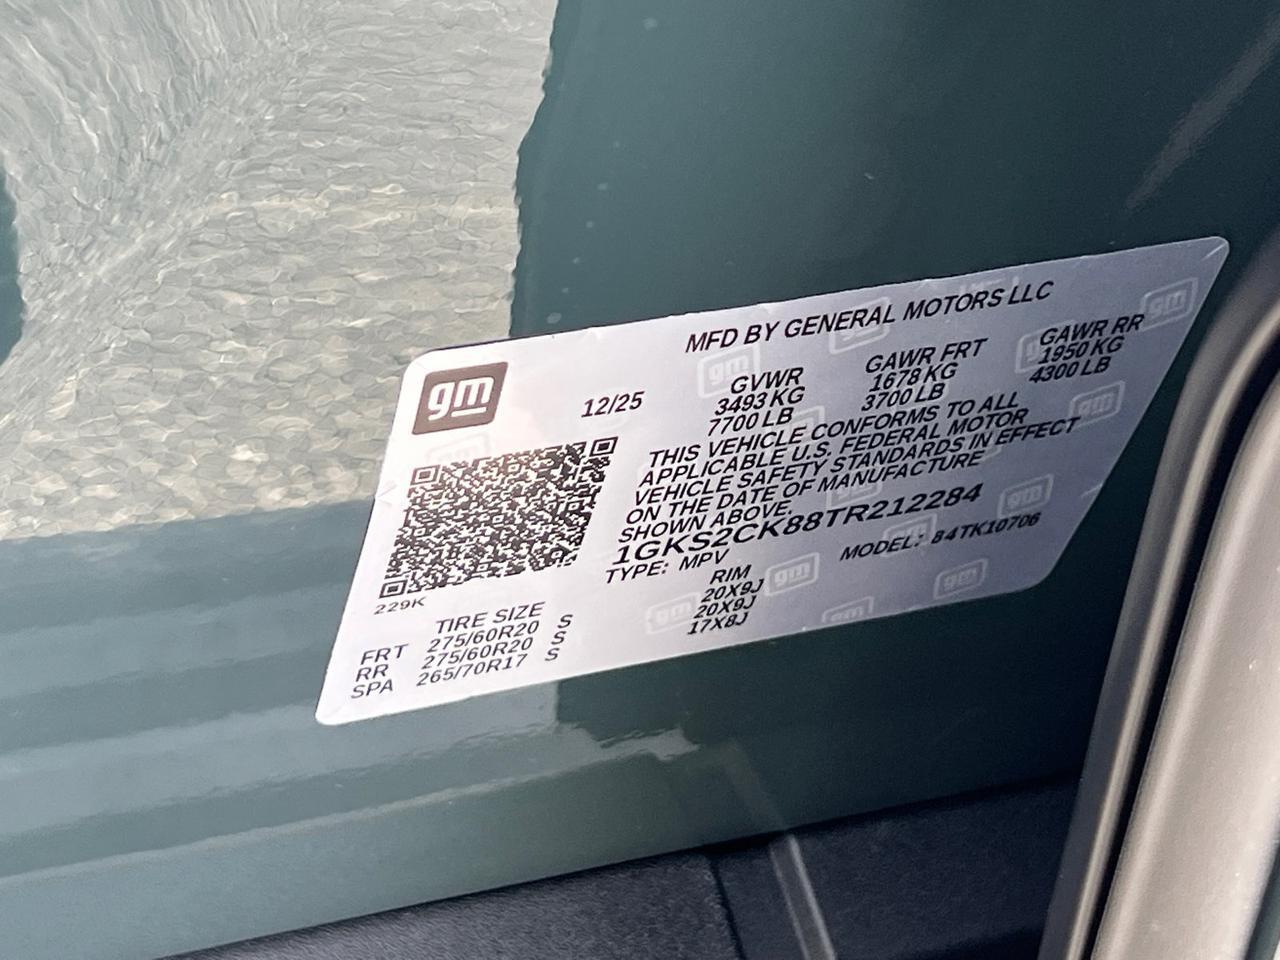 MFD BY GENERAL MOTORS LLC
gm
12/25
GVWR
3493 KG
7700 LB
GAWR FRT
1678 KG
3700 LB
GAWR RR
1950 KG
4300 LB
THIS VEHICLE CONFORMS TO ALL
APPLICABLE U.S. FEDERAL MOTOR
VEHICLE SAFETY STANDARDS IN EFFECT
ON THE DATE OF MANUFACTURE
SHOWN ABOVE.
1GKS2CK88TR212284
TYPE: MPV
MODEL: 84TK10706
229K
TIRE SIZE
RIM
FRT 275/60R20 S 20X9J
RR 275/60R20 S 20X9J
SPA 265/70R17 S 17X8J